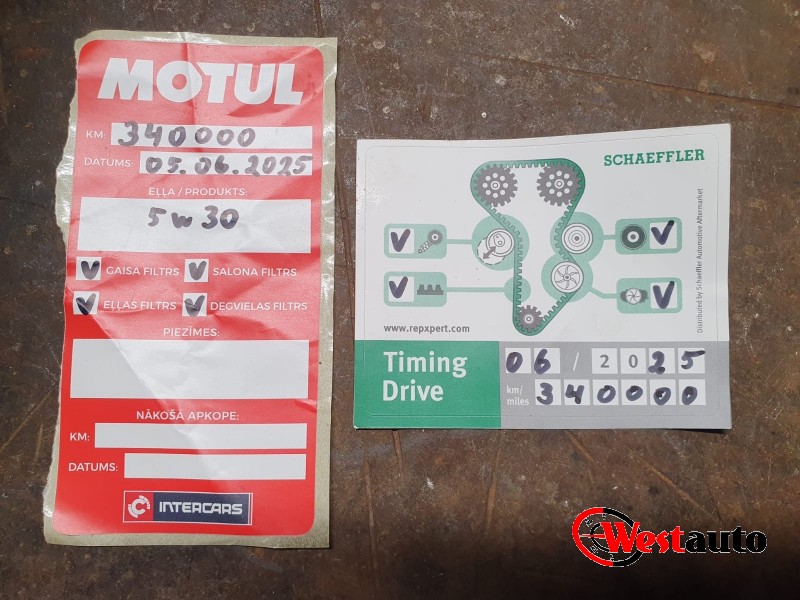 MOTUL
KM: 340000
DATUMS: 05.06.2025
EĻĻA / PRODUKTS:
5w30
GAISA FILTRS SALONA FILTRS
EĻĻAS FILTRS DEGVIELAS FILTRS
PIEZĪMES:
NĀKOŠĀ APKOPE:
KM:
DATUMS:
INTERCARS
SCHAEFFLER
Distributed by Schaeffler Automotive Aftermarket
www.repxpert.com
Timing Drive
06 / 2025
km/miles 340000
Westauto